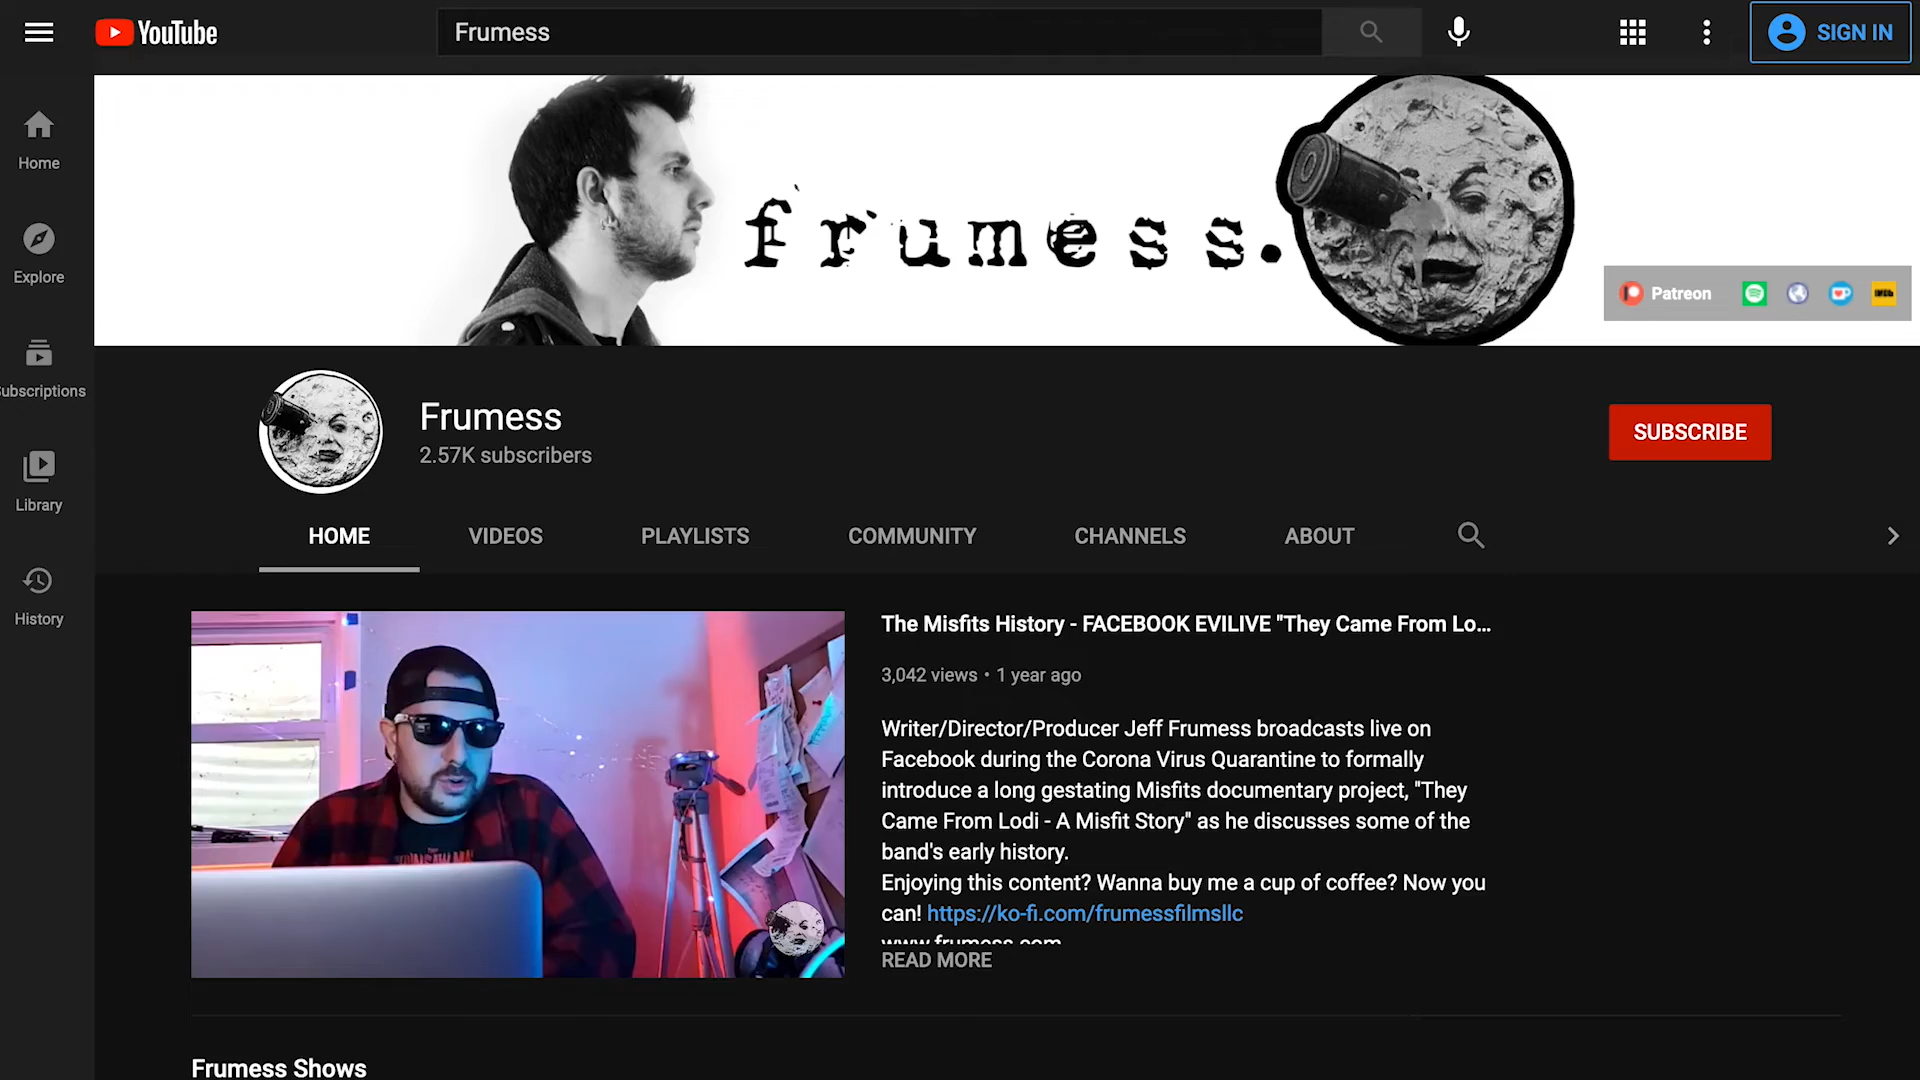 YouTube
Frumess
SIGN IN
Home
Explore
ubscriptions
Library
History
frumess.
Patreon
IMDb
Frumess
2.57K subscribers
SUBSCRIBE
HOME
VIDEOS
PLAYLISTS
COMMUNITY
CHANNELS
ABOUT
The Misfits History - FACEBOOK EVILIVE "They Came From Lo...
3,042 views • 1 year ago
Writer/Director/Producer Jeff Frumess broadcasts live on
Facebook during the Corona Virus Quarantine to formally
introduce a long gestating Misfits documentary project, "They
Came From Lodi - A Misfit Story" as he discusses some of the
band's early history.
Enjoying this content? Wanna buy me a cup of coffee? Now you
can! https://ko-fi.com/frumessfilmsllc
www.frumess.com
READ MORE
Frumess Shows